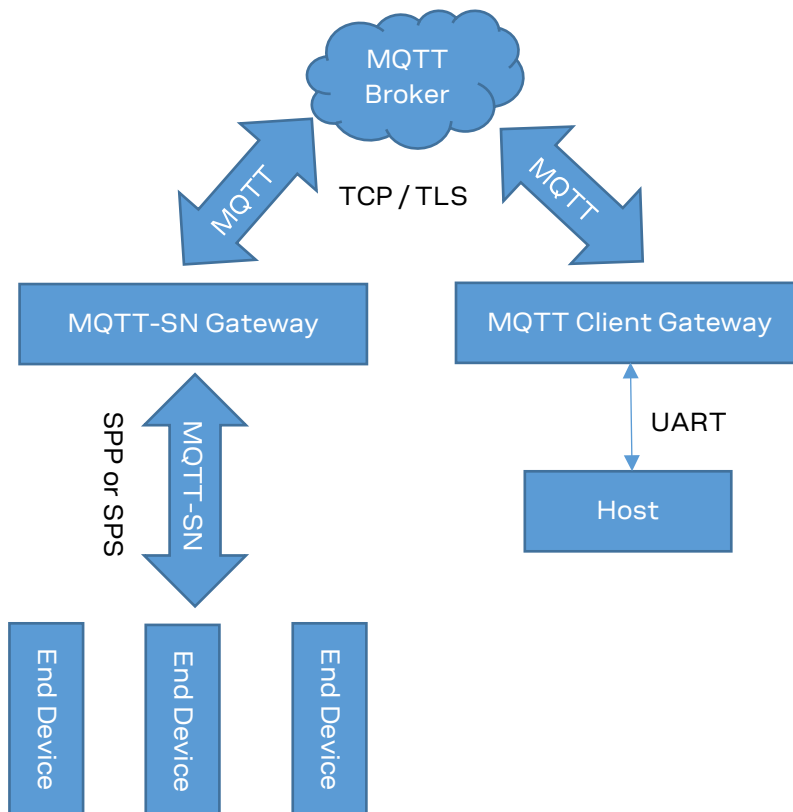 MQTT
Broker
MQTT
TCP / TLS
MQTT
MQTT-SN Gateway
MQTT Client Gateway
SPP or SPS
MQTT-SN
UART
Host
End Device
End Device
End Device